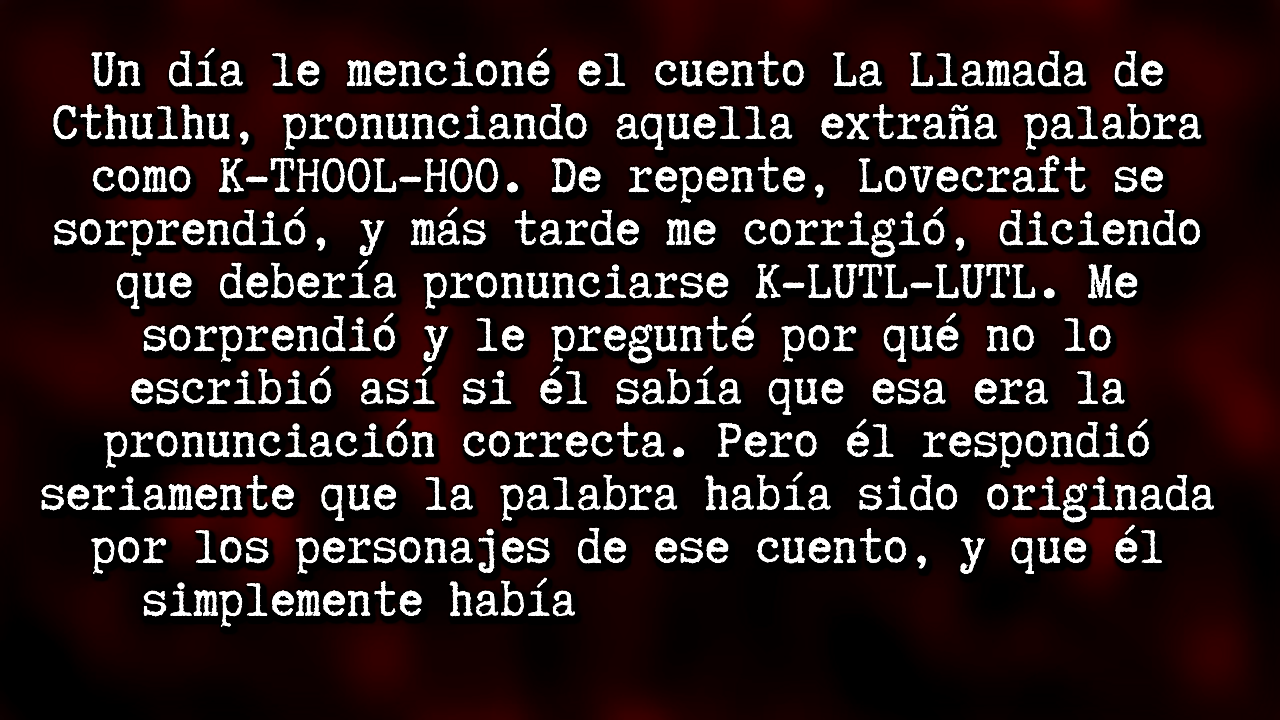 Un día le mencioné el cuento La Llamada de
Cthulhu, pronunciando aquella extraña palabra
como K-THOOL-HOO. De repente, Lovecraft se
sorprendió, y más tarde me corrigió, diciendo
que debería pronunciarse K-LUTL-LUTL. Me
sorprendió y le pregunté por qué no lo
escribió así si él sabía que esa era la
pronunciación correcta. Pero él respondió
seriamente que la palabra había sido originada
por los personajes de ese cuento, y que él
simplemente había